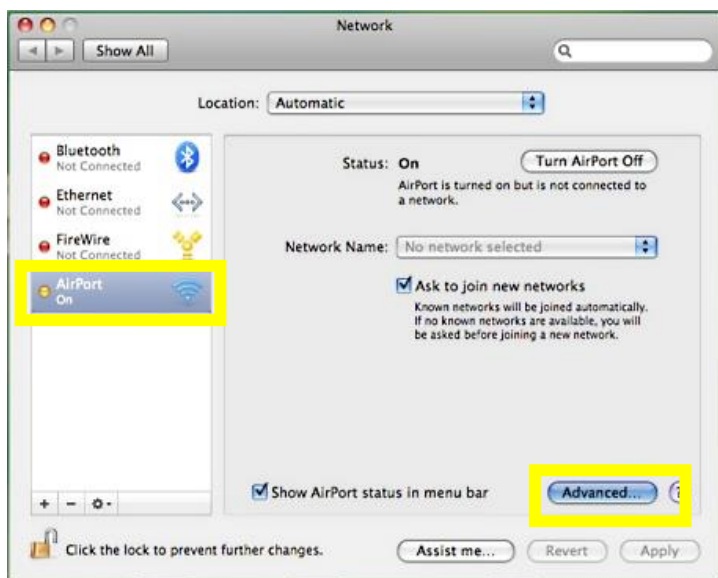 Network
Show All
Location: Automatic
Bluetooth
Not Connected
Ethernet
Not Connected
FireWire
Not Connected
AirPort
On
Status: On
Turn AirPort Off
AirPort is turned on but is not connected to
a network.
Network Name: No network selected
Ask to join new networks
Known networks will be joined automatically.
If no known networks are available, you will
be asked before joining a new network.
Show AirPort status in menu bar
Advanced...
?
+ -
Click the lock to prevent further changes.
Assist me...
Revert
Apply